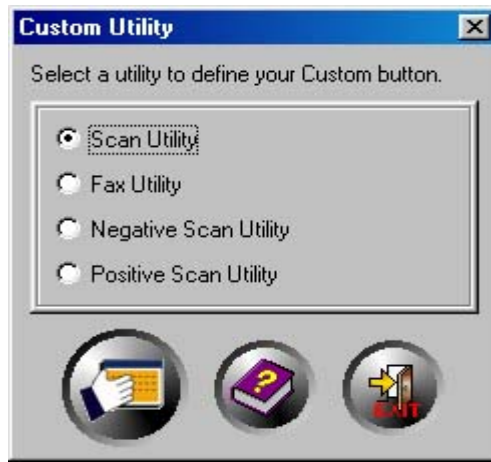 Custom Utility
Select a utility to define your Custom button.
Scan Utility
Fax Utility
Negative Scan Utility
Positive Scan Utility
?
EXIT